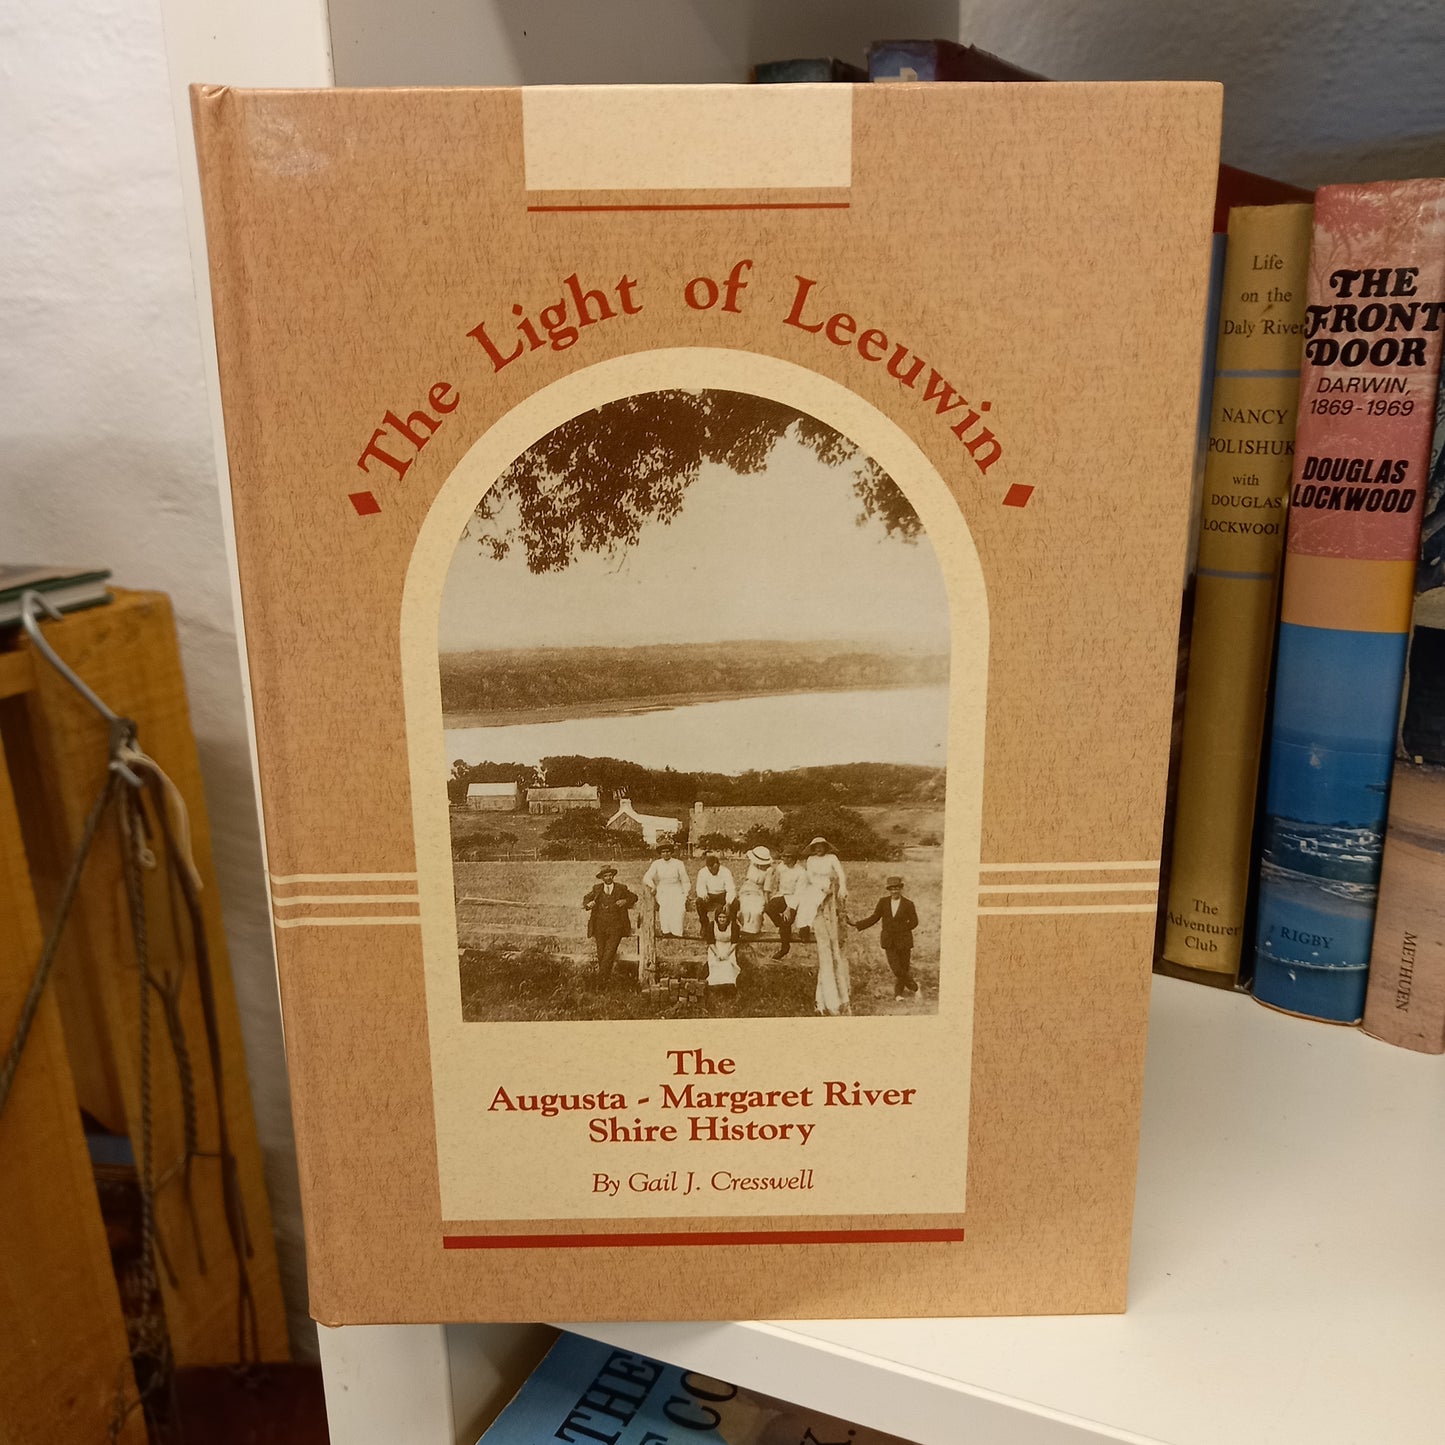 The Light of Leeuwin
The
Augusta - Margaret River
Shire History
By Gail J. Cresswell
Life
on the
Daly River
NANCY
POLISHUK
with
DOUGLAS
LOCKWOOD
The
Adventurers
Club
THE
FRONT
DOOR
DARWIN,
1869-1969
DOUGLAS
LOCKWOOD
RIGBY
METHUEN
THE